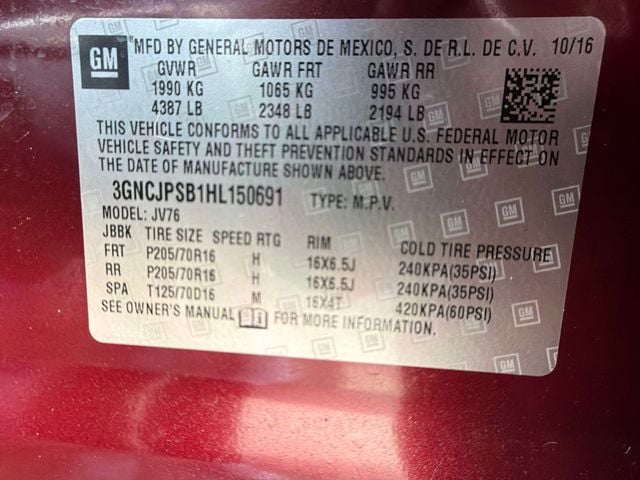 GM MFD BY GENERAL MOTORS DE MEXICO, S. DE R.L. DE C.V. 10/16
GVWR GAWR FRT GAWR RR
1990 KG 1065 KG 995 KG
4387 LB 2348 LB 2194 LB
THIS VEHICLE CONFORMS TO ALL APPLICABLE U.S. FEDERAL MOTOR
VEHICLE SAFETY AND THEFT PREVENTION STANDARDS IN EFFECT ON
THE DATE OF MANUFACTURE SHOWN ABOVE.
3GNCJPSB1HL150691 TYPE: M.P.V.
MODEL: JV76
JBBK TIRE SIZE SPEED RTG RIM COLD TIRE PRESSURE
FRT P205/70R16 H 16X6.5J 240KPA(35PSI)
RR P205/70R16 H 16X6.5J 240KPA(35PSI)
SPA T125/70D16 M 16X4T 420KPA(60PSI)
SEE OWNER'S MANUAL FOR MORE INFORMATION.